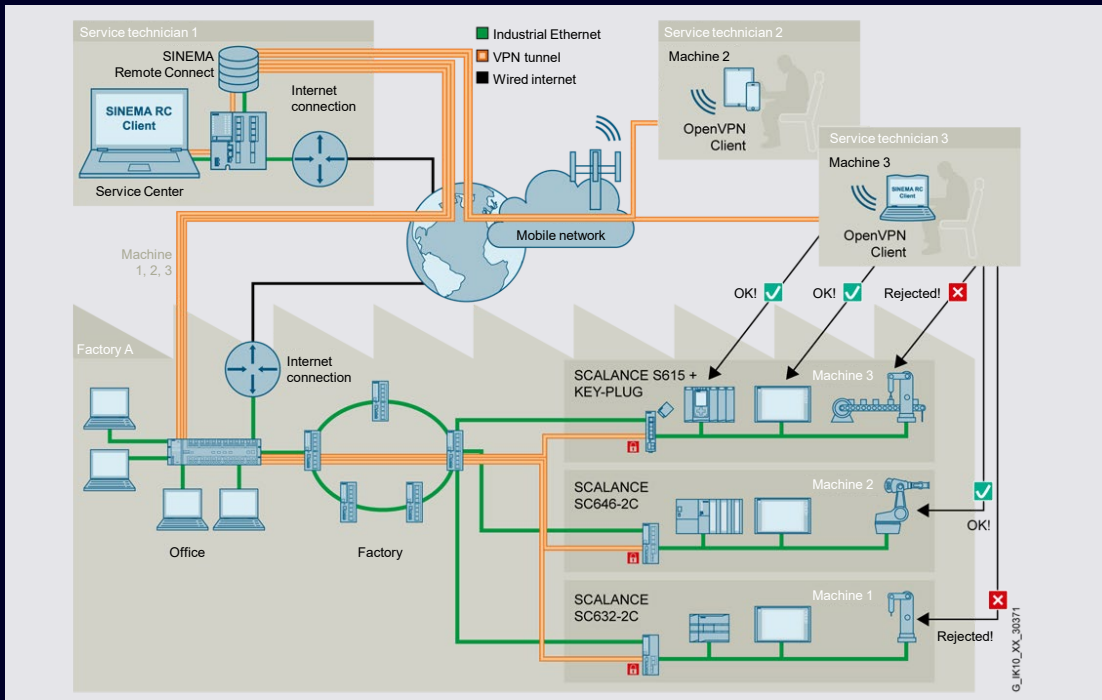 Service technician 1
SINEMA
Remote Connect
SINEMA RC
Client
Service Center
Internet
connection
Industrial Ethernet
VPN tunnel
Wired internet
Service technician 2
Machine 2
OpenVPN
Client
Service technician 3
Machine 3
SINEMA RC
Client
OpenVPN
Client
Mobile network
Machine
1, 2, 3
OK!
OK!
Rejected!
Factory A
Internet
connection
Office
Factory
SCALANCE S615 +
KEY-PLUG
Machine 3
SCALANCE
SC646-2C
Machine 2
OK!
SCALANCE
SC632-2C
Machine 1
Rejected!
G_IK10_XX_30371